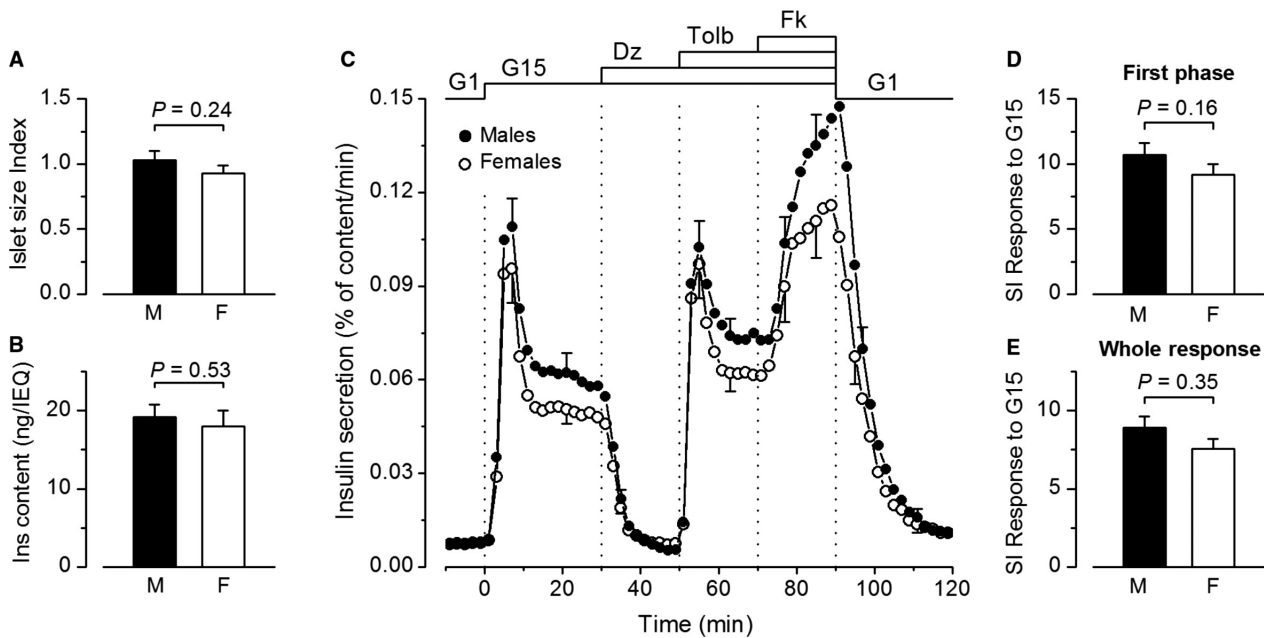 A
Islet size Index
1.5
1.0
0.5
0.0
P = 0.24
M
F
B
Ins content (ng/IEQ)
20
10
0
P = 0.53
M
F
C
G1
G15
Dz
Tolb
Fk
G1
Insulin secretion (% of content/min)
0.15
0.12
0.09
0.06
0.03
0.00
Males
Females
0
20
40
60
80
100
120
Time (min)
D
First phase
SI Response to G15
15
10
5
0
P = 0.16
M
F
E
Whole response
SI Response to G15
10
5
0
P = 0.35
M
F